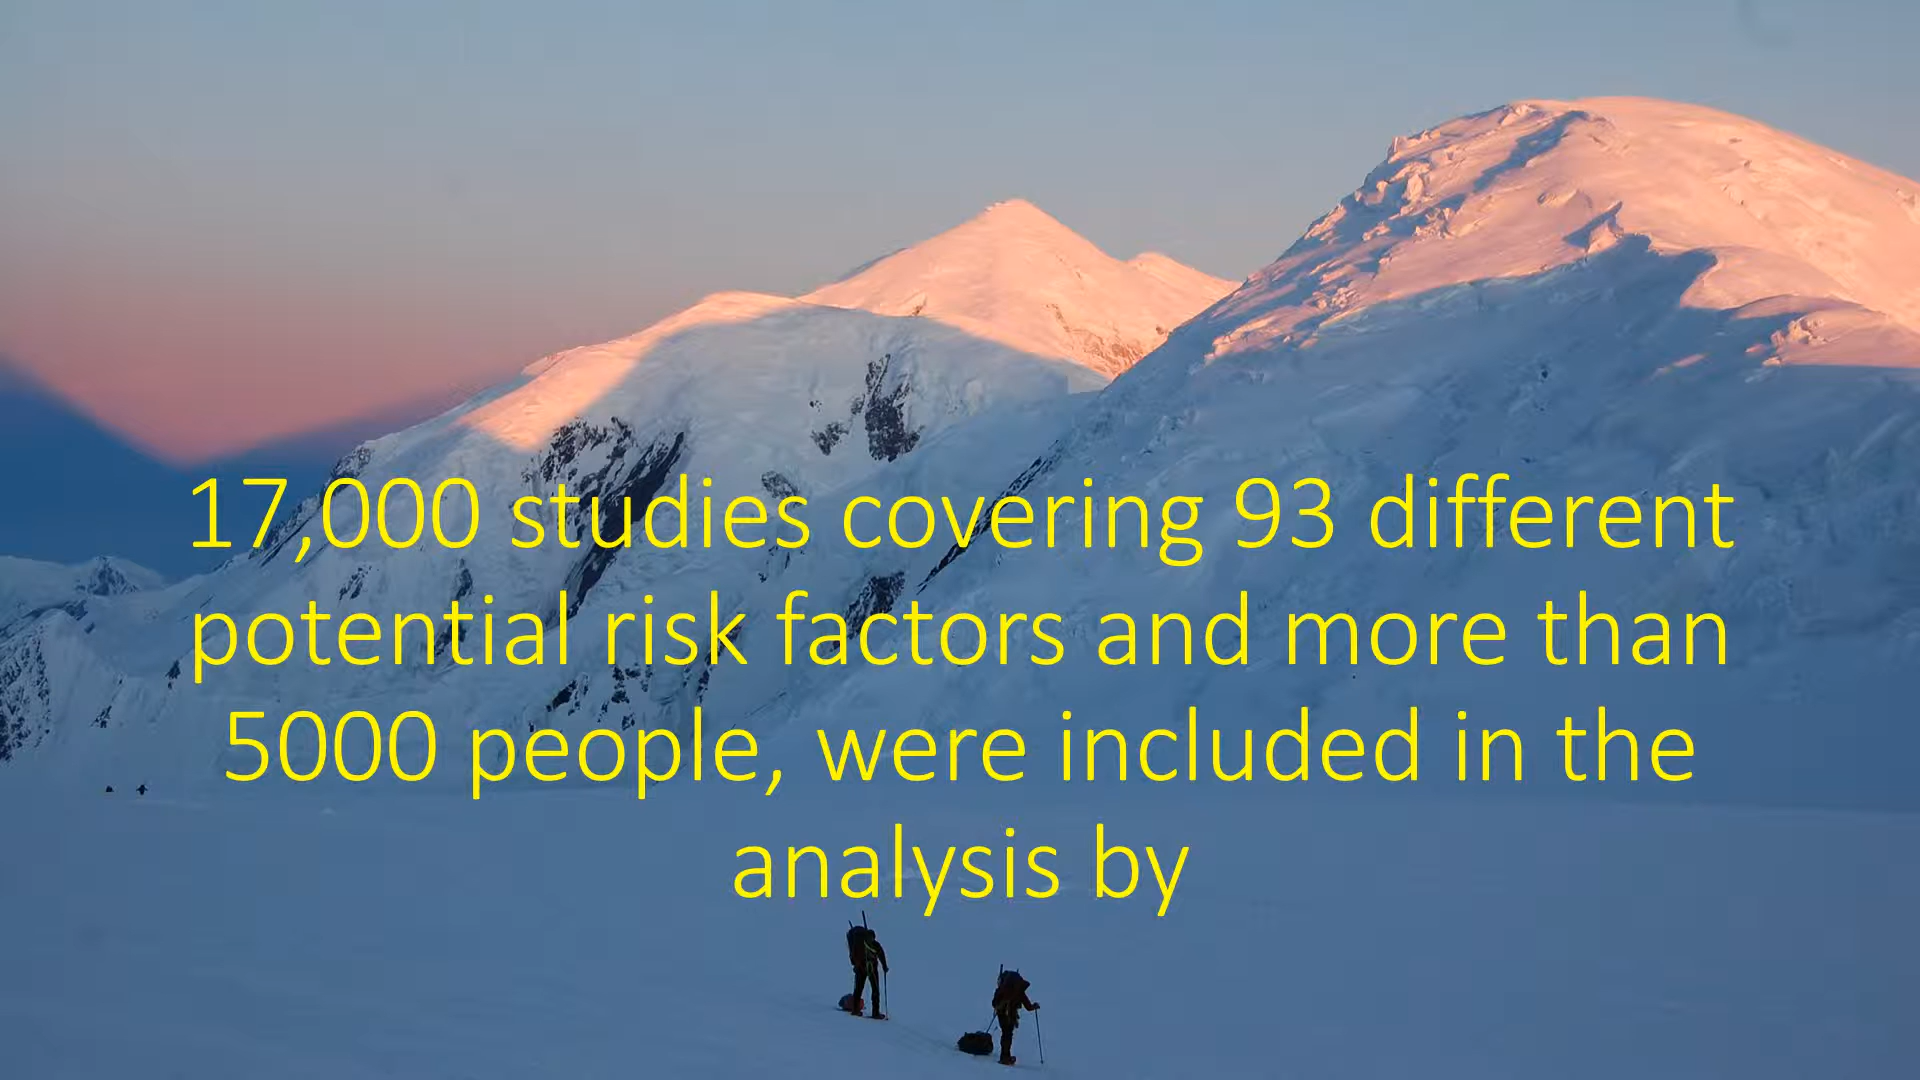 17,000 studies covering 93 different
potential risk factors and more than
5000 people, were included in the
analysis by